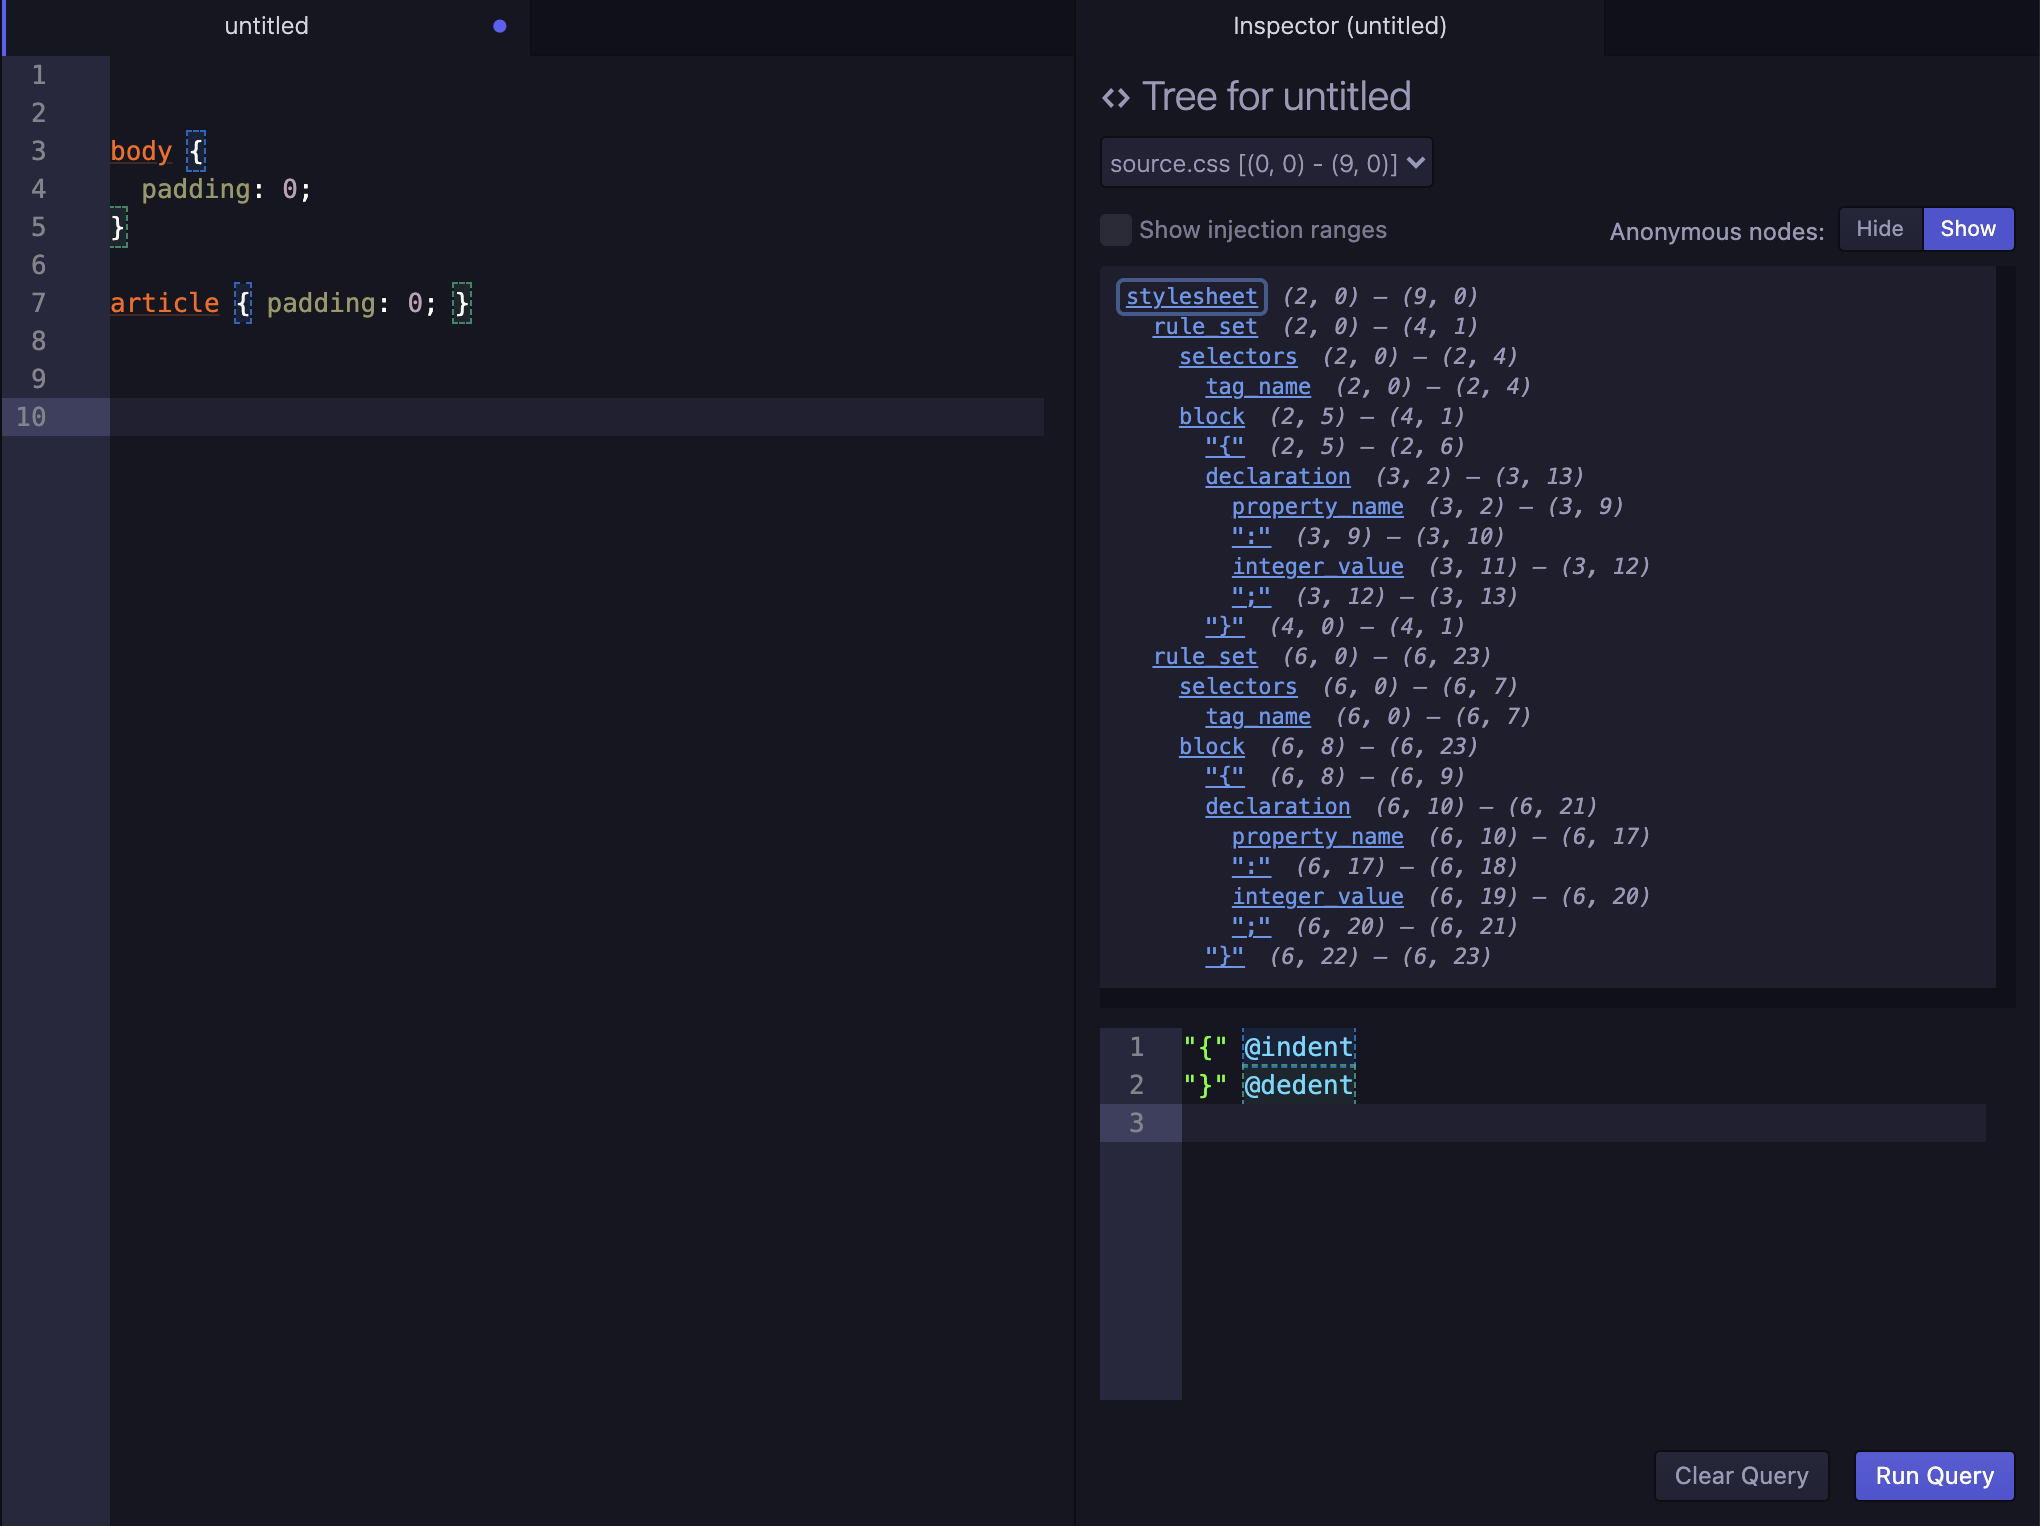 untitled
1
2
3 body {
4 padding: 0;
5 }
6
7 article { padding: 0; }
8
9
10
Inspector (untitled)
<> Tree for untitled
source.css [(0, 0) - (9, 0)]
Show injection ranges
Anonymous nodes: Hide Show
stylesheet (2, 0) – (9, 0)
rule_set (2, 0) – (4, 1)
selectors (2, 0) – (2, 4)
tag_name (2, 0) – (2, 4)
block (2, 5) – (4, 1)
"{" (2, 5) – (2, 6)
declaration (3, 2) – (3, 13)
property_name (3, 2) – (3, 9)
":" (3, 9) – (3, 10)
integer_value (3, 11) – (3, 12)
";" (3, 12) – (3, 13)
"}" (4, 0) – (4, 1)
rule_set (6, 0) – (6, 23)
selectors (6, 0) – (6, 7)
tag_name (6, 0) – (6, 7)
block (6, 8) – (6, 23)
"{" (6, 8) – (6, 9)
declaration (6, 10) – (6, 21)
property_name (6, 10) – (6, 17)
":" (6, 17) – (6, 18)
integer_value (6, 19) – (6, 20)
";" (6, 20) – (6, 21)
"}" (6, 22) – (6, 23)
1 "{" @indent
2 "}" @dedent
3
Clear Query Run Query